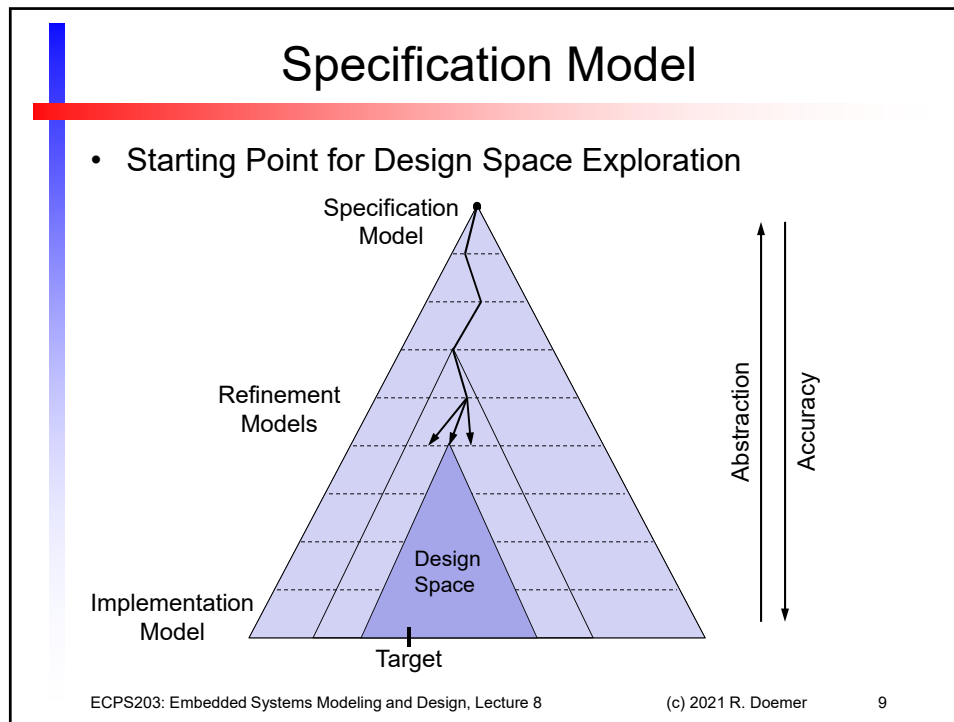 Specification Model
• Starting Point for Design Space Exploration
Specification
Model
Refinement
Models
Abstraction
Accuracy
Design
Space
Implementation
Model
Target
ECPS203: Embedded Systems Modeling and Design, Lecture 8
(c) 2021 R. Doemer
9